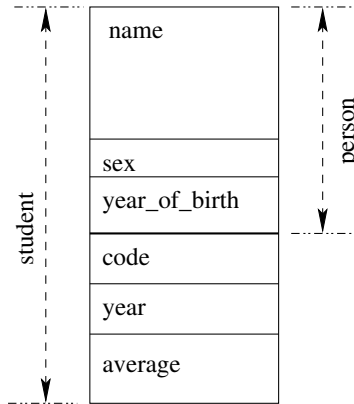 name
sex
year_of_birth
code
year
average
student
person